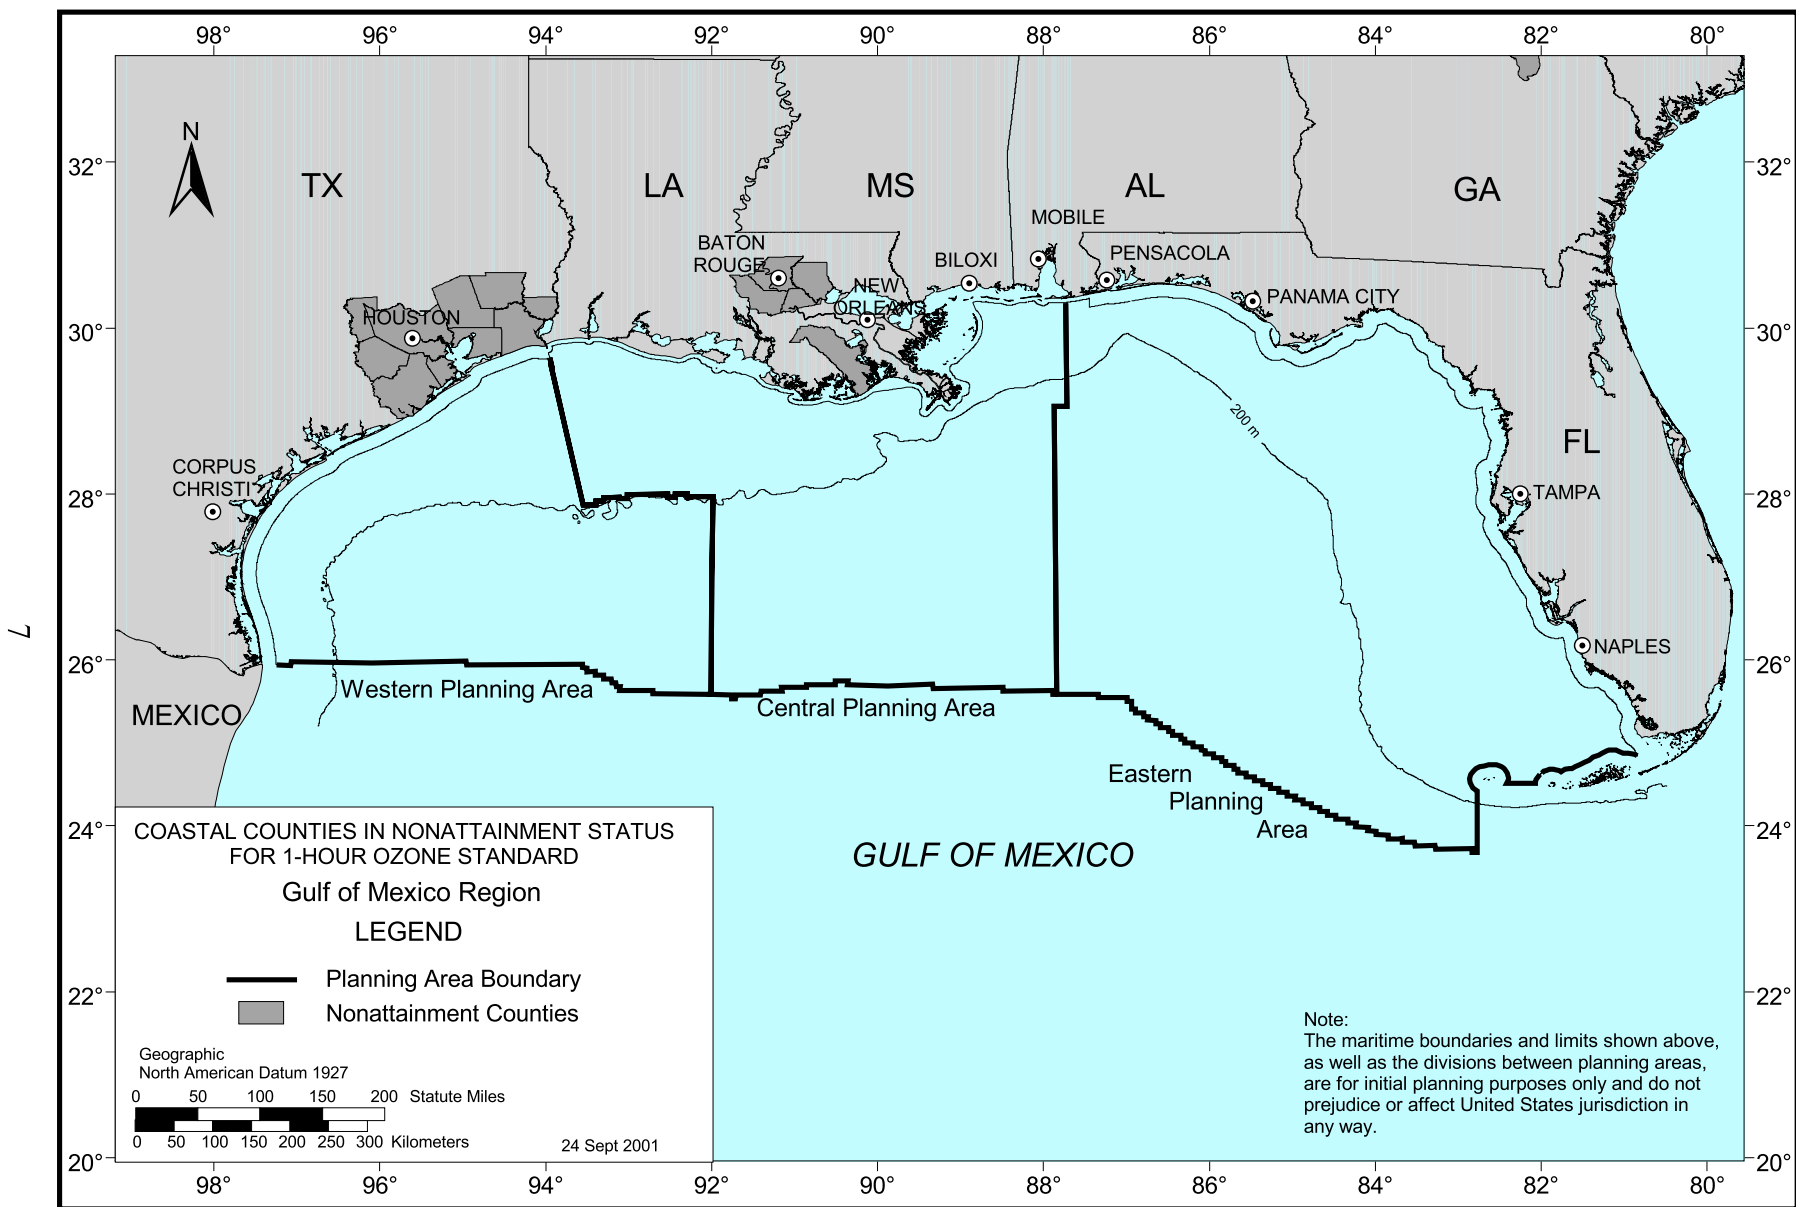 98° 96° 94° 92° 90° 88° 86° 84° 82° 80°
N
32° 32°
TX LA MS AL GA
MOBILE
BATON
ROUGE
BILOXI
PENSACOLA
NEW
ORLEANS
PANAMA CITY
HOUSTON
30° 30°
200 m
FL
CORPUS
CHRISTI
28° 28°
TAMPA
NAPLES
26° 26°
Western Planning Area
Central Planning Area
MEXICO
Eastern
Planning
Area
24° 24°
GULF OF MEXICO
COASTAL COUNTIES IN NONATTAINMENT STATUS
FOR 1-HOUR OZONE STANDARD
Gulf of Mexico Region
LEGEND
Planning Area Boundary
Nonattainment Counties
22° 22°
Geographic
North American Datum 1927
0 50 100 150 200 Statute Miles
0 50 100 150 200 250 300 Kilometers
24 Sept 2001
Note:
The maritime boundaries and limits shown above,
as well as the divisions between planning areas,
are for initial planning purposes only and do not
prejudice or affect United States jurisdiction in
any way.
20° 20°
98° 96° 94° 92° 90° 88° 86° 84° 82° 80°